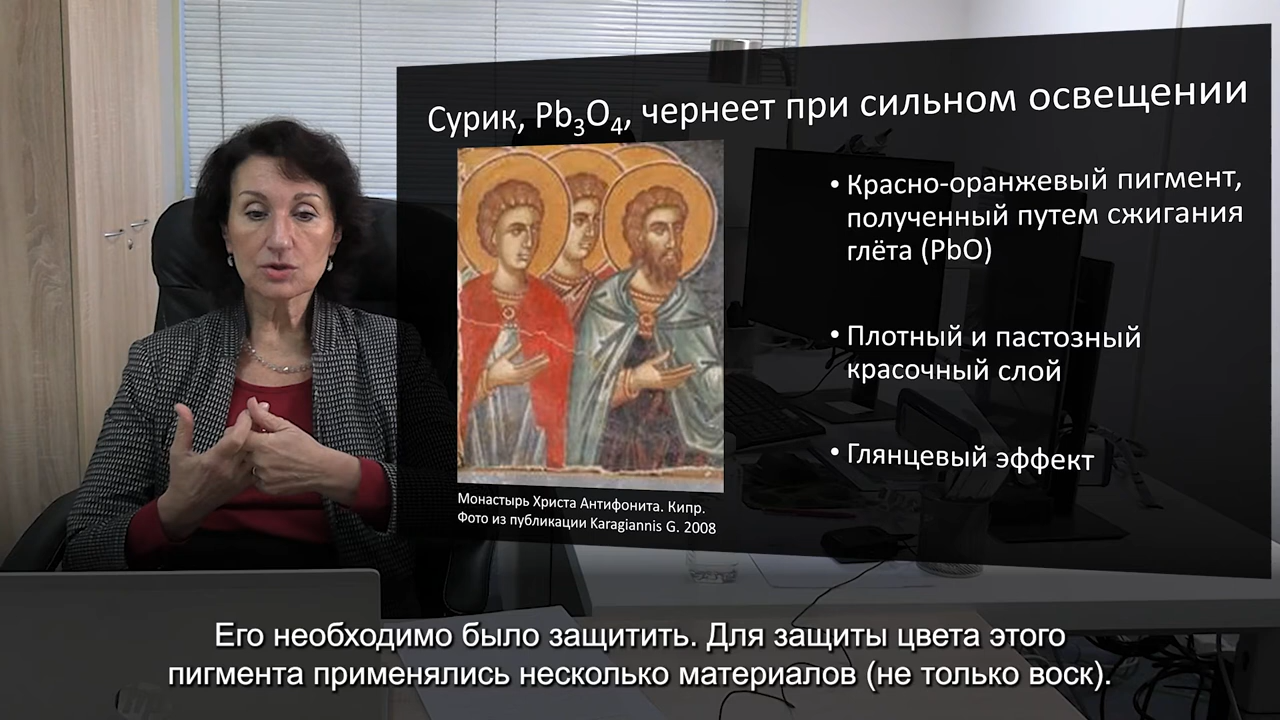 Сурик, Pb₃O₄, чернеет при сильном освещении
• Красно-оранжевый пигмент,
полученный путем сжигания
глёта (PbO)
• Плотный и пастозный
красочный слой
• Глянцевый эффект
Монастырь Христа Антифонита. Кипр.
Фото из публикации Karagiannis G. 2008
Его необходимо было защитить. Для защиты цвета этого
пигмента применялись несколько материалов (не только воск).